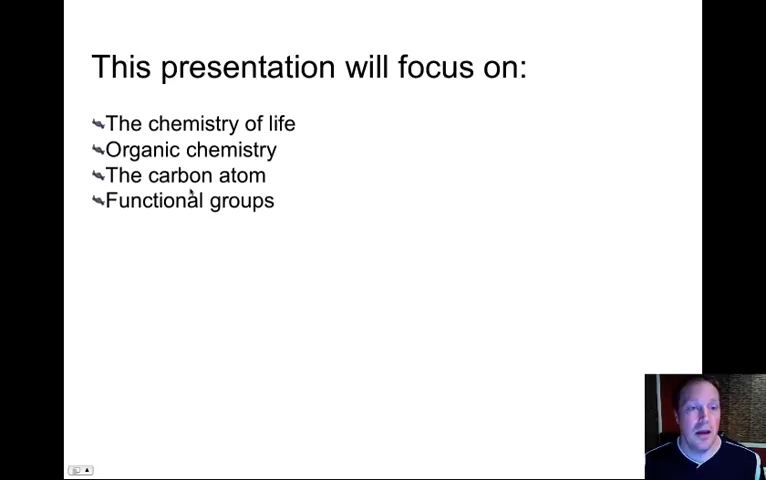 This presentation will focus on:
The chemistry of life
Organic chemistry
The carbon atom
Functional groups